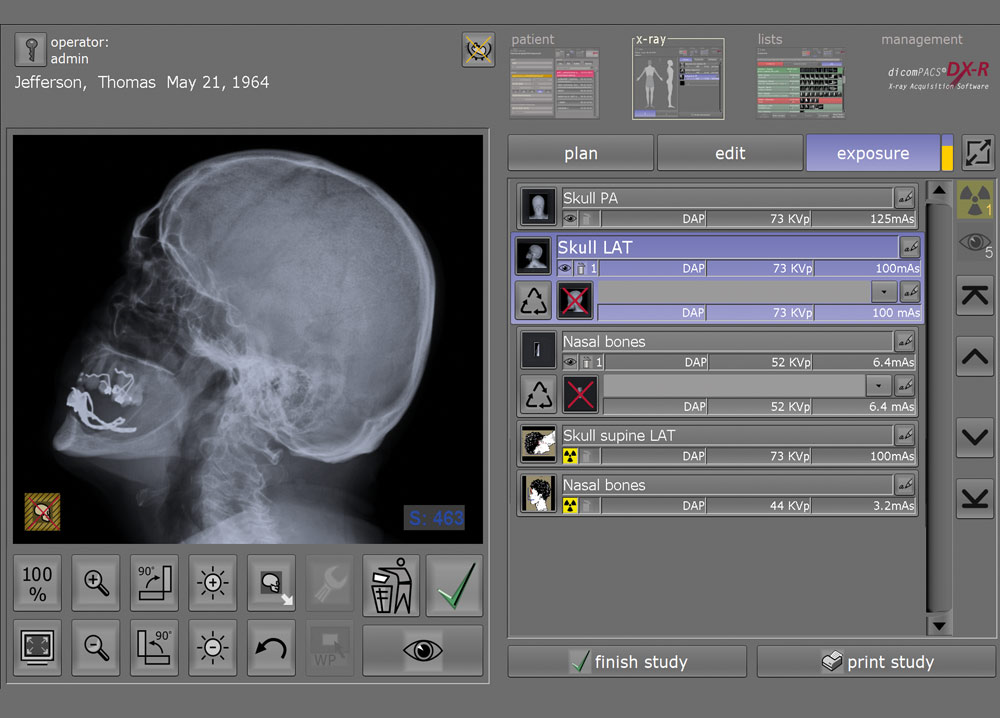 operator:
admin
Jefferson, Thomas May 21, 1964
patient
x-ray
lists
management
dicomPACS® DX-R
X-ray Acquisition Software
plan
edit
exposure
Skull PA
DAP 73 KVp 125mAs
Skull LAT
1 DAP 73 KVp 100mAs
DAP 73 KVp 100 mAs
Nasal bones
1 DAP 52 KVp 6.4mAs
DAP 52 KVp 6.4 mAs
Skull supine LAT
DAP 73 KVp 100mAs
Nasal bones
DAP 44 KVp 3.2mAs
1
5
S: 463
100
%
90°
90°
WP
finish study
print study